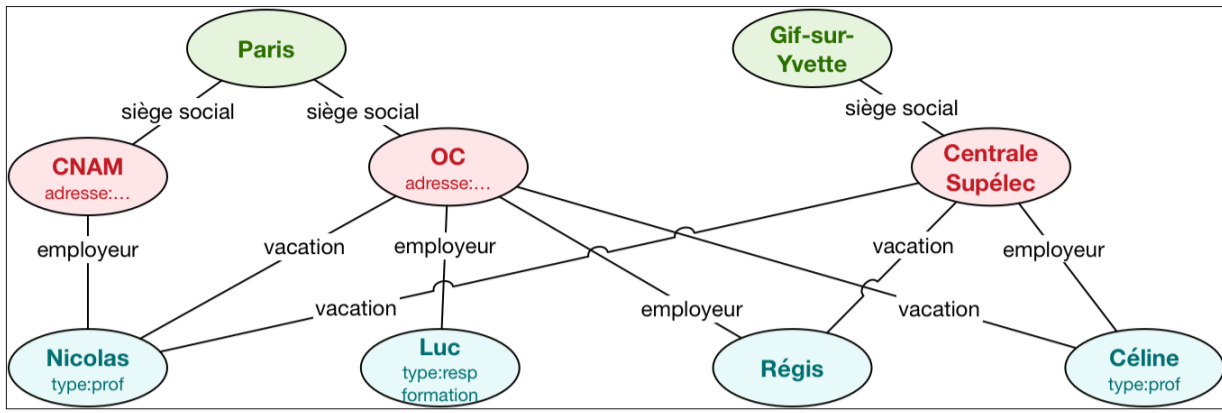 Paris
Gif-sur-
Yvette
siège social
siège social
siège social
CNAM
adresse:...
OC
adresse:...
Centrale
Supélec
employeur
vacation
employeur
vacation
employeur
vacation
employeur
vacation
Nicolas
type:prof
Luc
type:resp
formation
Régis
Céline
type:prof